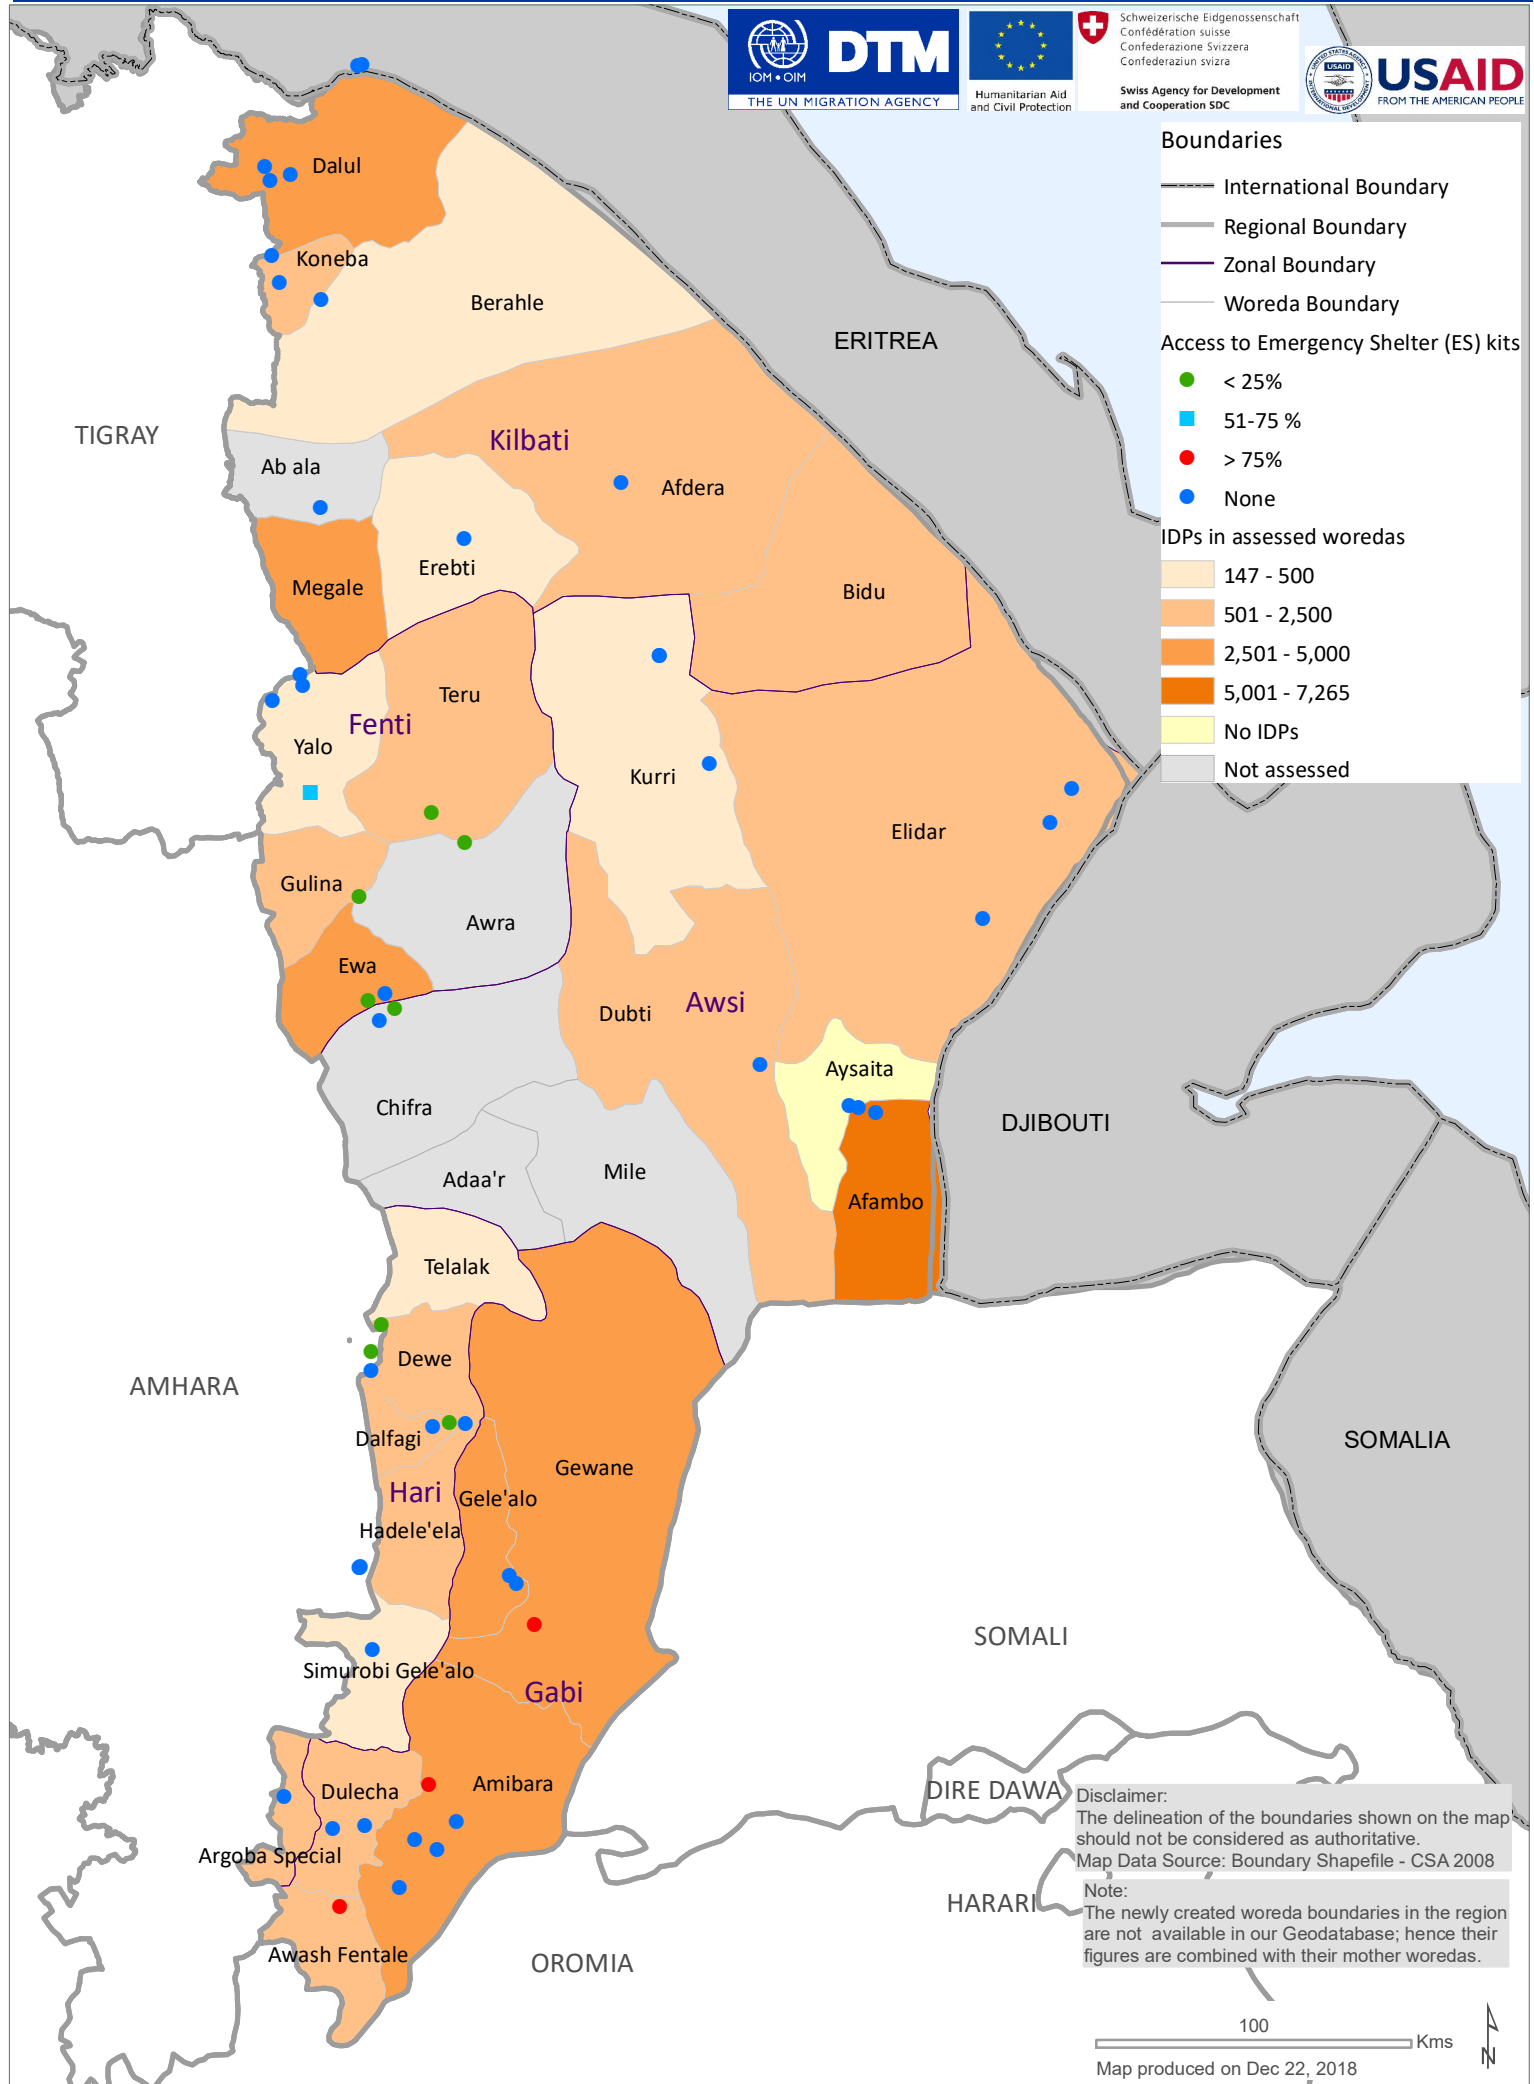 IOM • OIM
DTM
THE UN MIGRATION AGENCY
Humanitarian Aid
and Civil Protection
Schweizerische Eidgenossenschaft
Confédération suisse
Confederazione Svizzera
Confederaziun svizra
Swiss Agency for Development
and Cooperation SDC
UNITED STATES AGENCY
USAID
INTERNATIONAL DEVELOPMENT
USAID
FROM THE AMERICAN PEOPLE
Boundaries
International Boundary
Regional Boundary
Zonal Boundary
Woreda Boundary
Access to Emergency Shelter (ES) kits
< 25%
51-75 %
> 75%
None
IDPs in assessed woredas
147 - 500
501 - 2,500
2,501 - 5,000
5,001 - 7,265
No IDPs
Not assessed
Dalul
Koneba
Berahle
ERITREA
TIGRAY
Kilbati
Ab ala
Afdera
Erebti
Megale
Bidu
Teru
Fenti
Yalo
Kurri
Elidar
Gulina
Awra
Ewa
Dubti
Awsi
Aysaita
Chifra
DJIBOUTI
Adaa'r
Mile
Afambo
Telalak
Dewe
AMHARA
Dalfagi
Gewane
SOMALIA
Hari
Gele'alo
Hadele'ela
SOMALI
Simurobi Gele'alo
Gabi
Dulecha
Amibara
DIRE DAWA
Argoba Special
HARARI
Awash Fentale
OROMIA
Disclaimer:
The delineation of the boundaries shown on the map
should not be considered as authoritative.
Map Data Source: Boundary Shapefile - CSA 2008
Note:
The newly created woreda boundaries in the region
are not available in our Geodatabase; hence their
figures are combined with their mother woredas.
100
Kms
N
Map produced on Dec 22, 2018